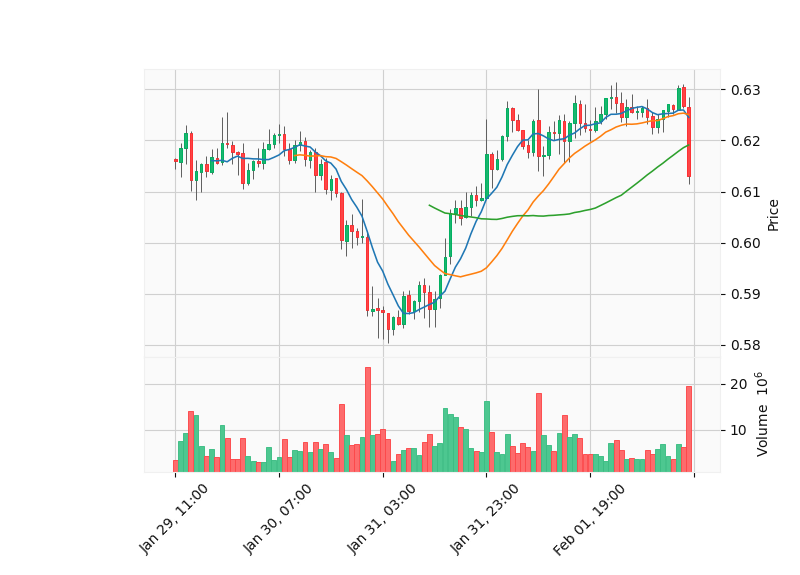 0.63
0.62
0.61
0.60
0.59
0.58
Price
20
10
Volume 10^6
Jan 29, 11:00
Jan 30, 07:00
Jan 31, 03:00
Jan 31, 23:00
Feb 01, 19:00